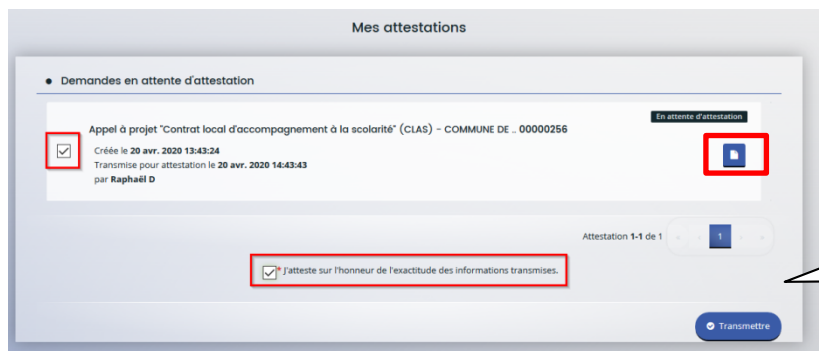 Mes attestations
Demandes en attente d'attestation
En attente d'attestation
Appel à projet "Contrat local d'accompagnement à la scolarité" (CLAS) - COMMUNE DE .. 00000256
Créée le 20 avr. 2020 13:43:24
Transmise pour attestation le 20 avr. 2020 14:43:43
par Raphaël D
Attestation 1-1 de 1 1
* J'atteste sur l'honneur de l'exactitude des informations transmises.
Transmettre